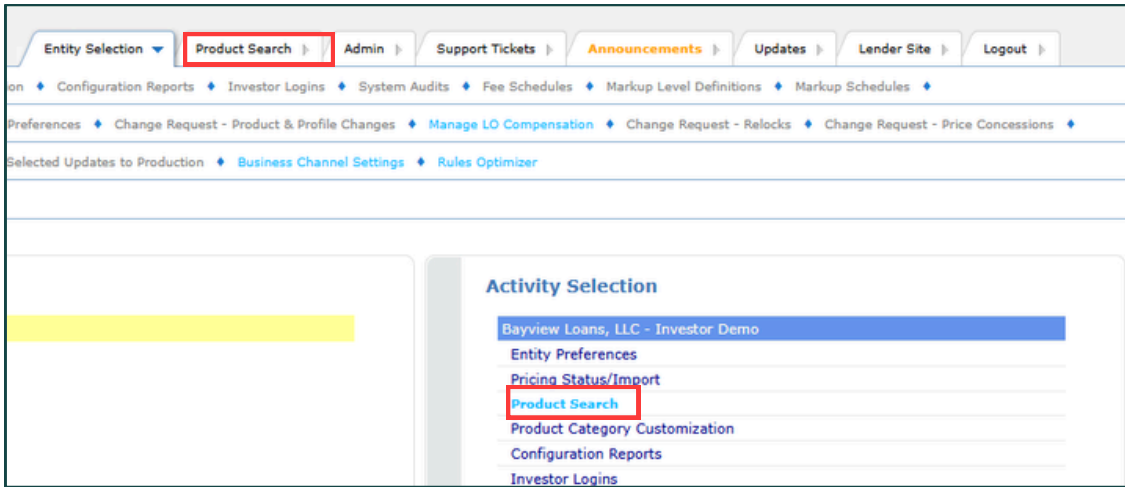 Entity Selection Product Search Admin Support Tickets Announcements Updates Lender Site Logout
on ♦ Configuration Reports ♦ Investor Logins ♦ System Audits ♦ Fee Schedules ♦ Markup Level Definitions ♦ Markup Schedules ♦
Preferences ♦ Change Request - Product & Profile Changes ♦ Manage LO Compensation ♦ Change Request - Relocks ♦ Change Request - Price Concessions ♦
Selected Updates to Production ♦ Business Channel Settings ♦ Rules Optimizer
Activity Selection
Bayview Loans, LLC - Investor Demo
Entity Preferences
Pricing Status/Import
Product Search
Product Category Customization
Configuration Reports
Investor Logins